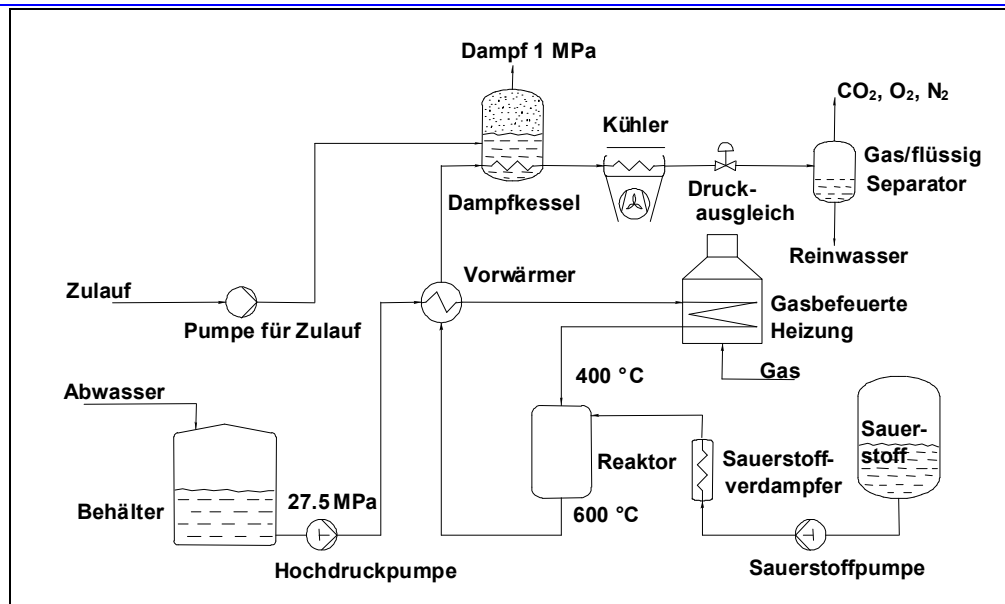 Dampf 1 MPa
CO₂, O₂, N₂
Kühler
Gas/flüssig
Separator
Dampfkessel
Druck-
ausgleich
Reinwasser
Zulauf
Vorwärmer
Pumpe für Zulauf
Gasbefeuerte
Heizung
400 °C
Gas
Abwasser
Sauer-
stoff
Reaktor
Sauerstoff-
verdampfer
Behälter
27.5 MPa
600 °C
Hochdruckpumpe
Sauerstoffpumpe